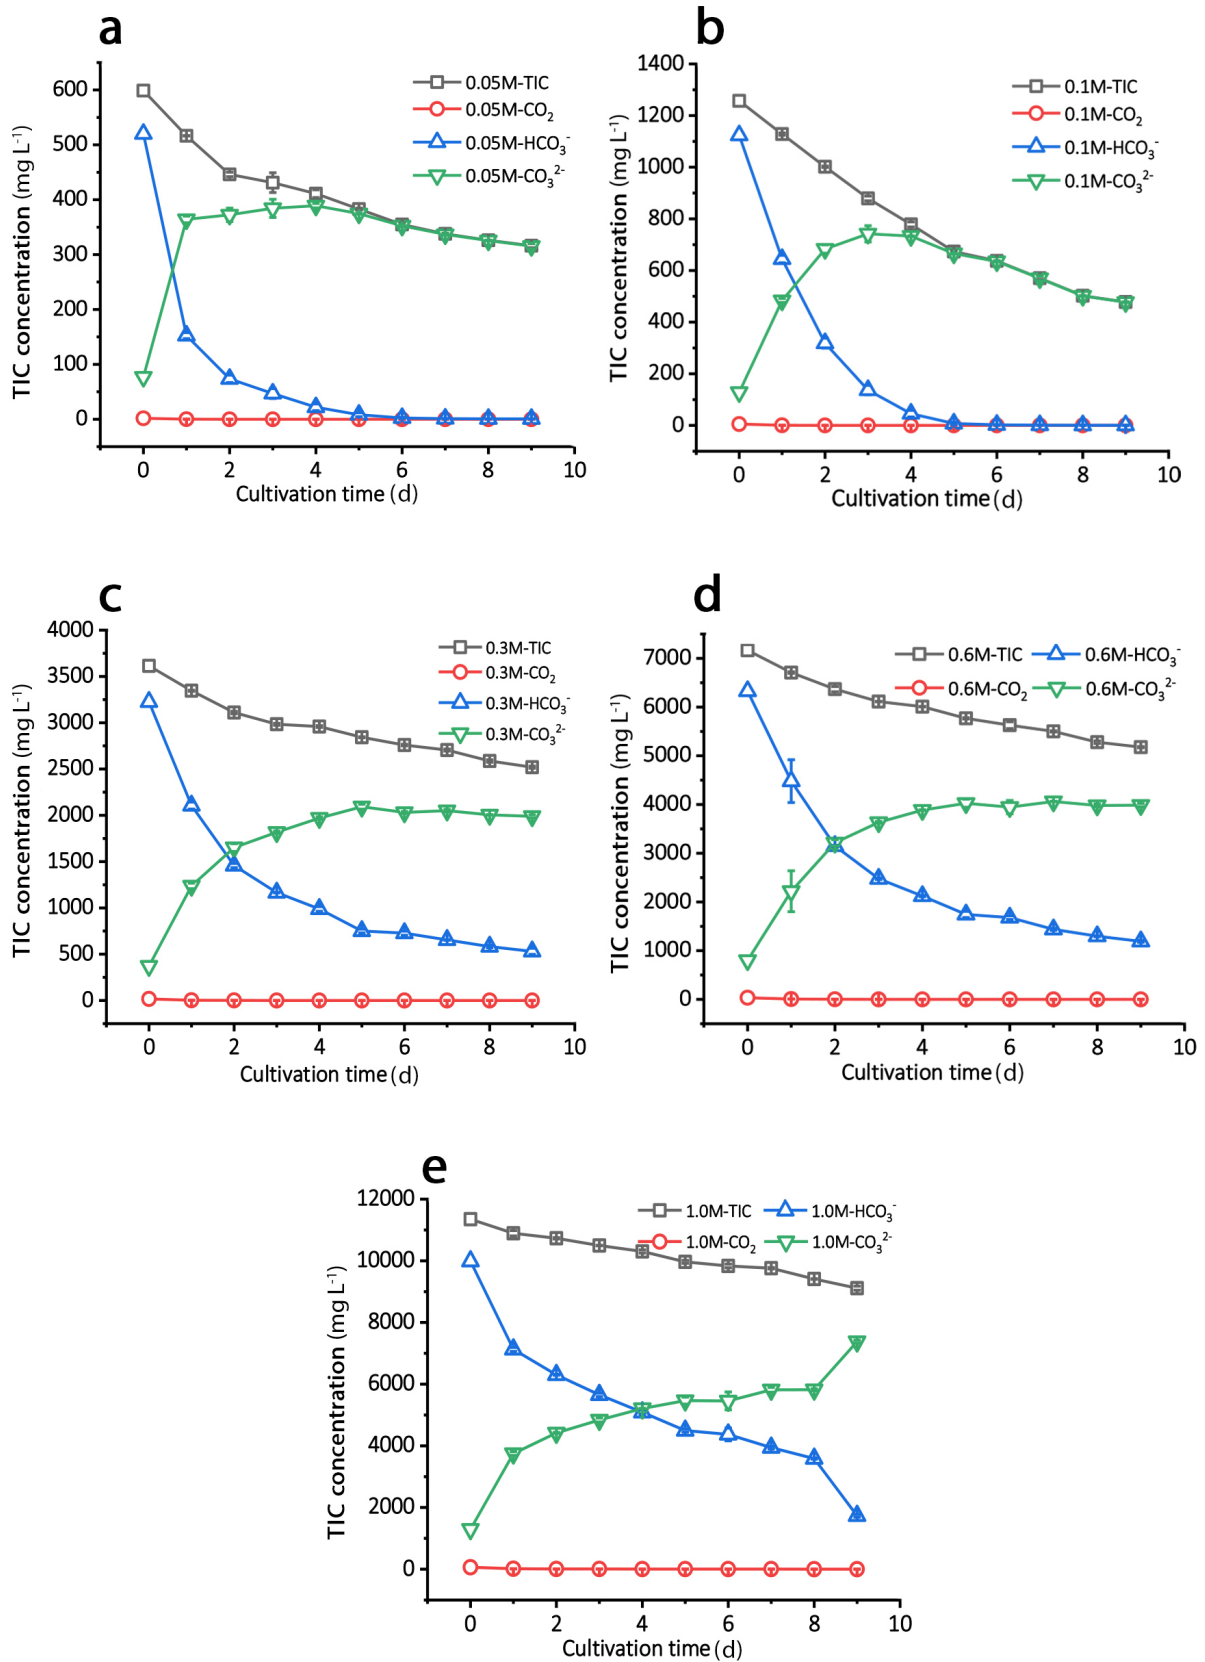 a
TIC concentration (mg L⁻¹)
600
500
400
300
200
100
0
0 2 4 6 8 10
Cultivation time (d)
0.05M-TIC
0.05M-CO₂
0.05M-HCO₃⁻
0.05M-CO₃²⁻
b
TIC concentration (mg L⁻¹)
1400
1200
1000
800
600
400
200
0
0 2 4 6 8 10
Cultivation time (d)
0.1M-TIC
0.1M-CO₂
0.1M-HCO₃⁻
0.1M-CO₃²⁻
c
TIC concentration (mg L⁻¹)
4000
3500
3000
2500
2000
1500
1000
500
0
0 2 4 6 8 10
Cultivation time (d)
0.3M-TIC
0.3M-CO₂
0.3M-HCO₃⁻
0.3M-CO₃²⁻
d
TIC concentration (mg L⁻¹)
7000
6000
5000
4000
3000
2000
1000
0
0 2 4 6 8 10
Cultivation time (d)
0.6M-TIC 0.6M-HCO₃⁻
0.6M-CO₂ 0.6M-CO₃²⁻
e
TIC concentration (mg L⁻¹)
12000
10000
8000
6000
4000
2000
0
0 2 4 6 8 10
Cultivation time (d)
1.0M-TIC 1.0M-HCO₃⁻
1.0M-CO₂ 1.0M-CO₃²⁻